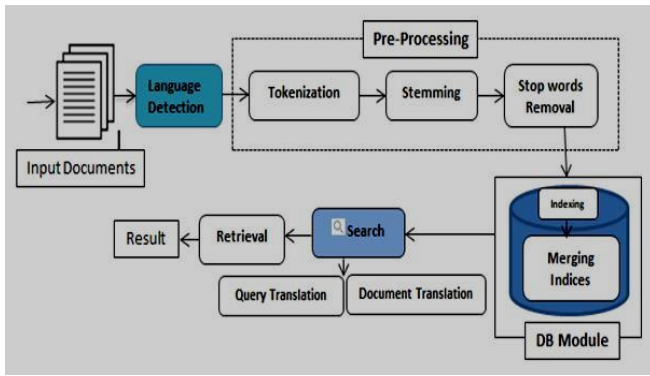 Pre-Processing
Language
Detection
Tokenization
Stemming
Stop words
Removal
Input Documents
Indexing
Merging
Indices
DB Module
Search
Retrieval
Result
Query Translation
Document Translation